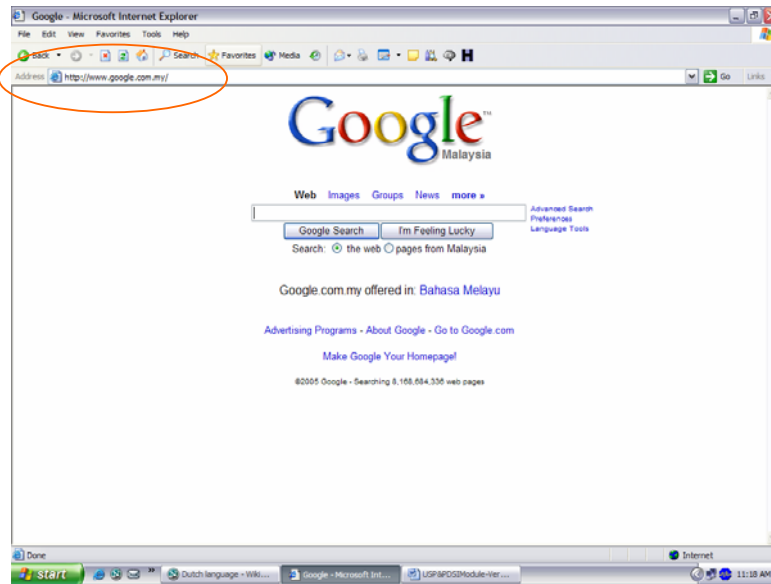 Google - Microsoft Internet Explorer
File Edit View Favorites Tools Help
Back Search Favorites Media
Address http://www.google.com.my/ Go Links
Google™
Malaysia
Web Images Groups News more »
Advanced Search
Preferences
Language Tools
Google Search I'm Feeling Lucky
Search: the web pages from Malaysia
Google.com.my offered in: Bahasa Melayu
Advertising Programs - About Google - Go to Google.com
Make Google Your Homepage!
©2005 Google - Searching 8,168,684,336 web pages
Done Internet
start Dutch language - Wiki... Google - Microsoft Int... USP&PDSIModule-Ver... 11:18 AM